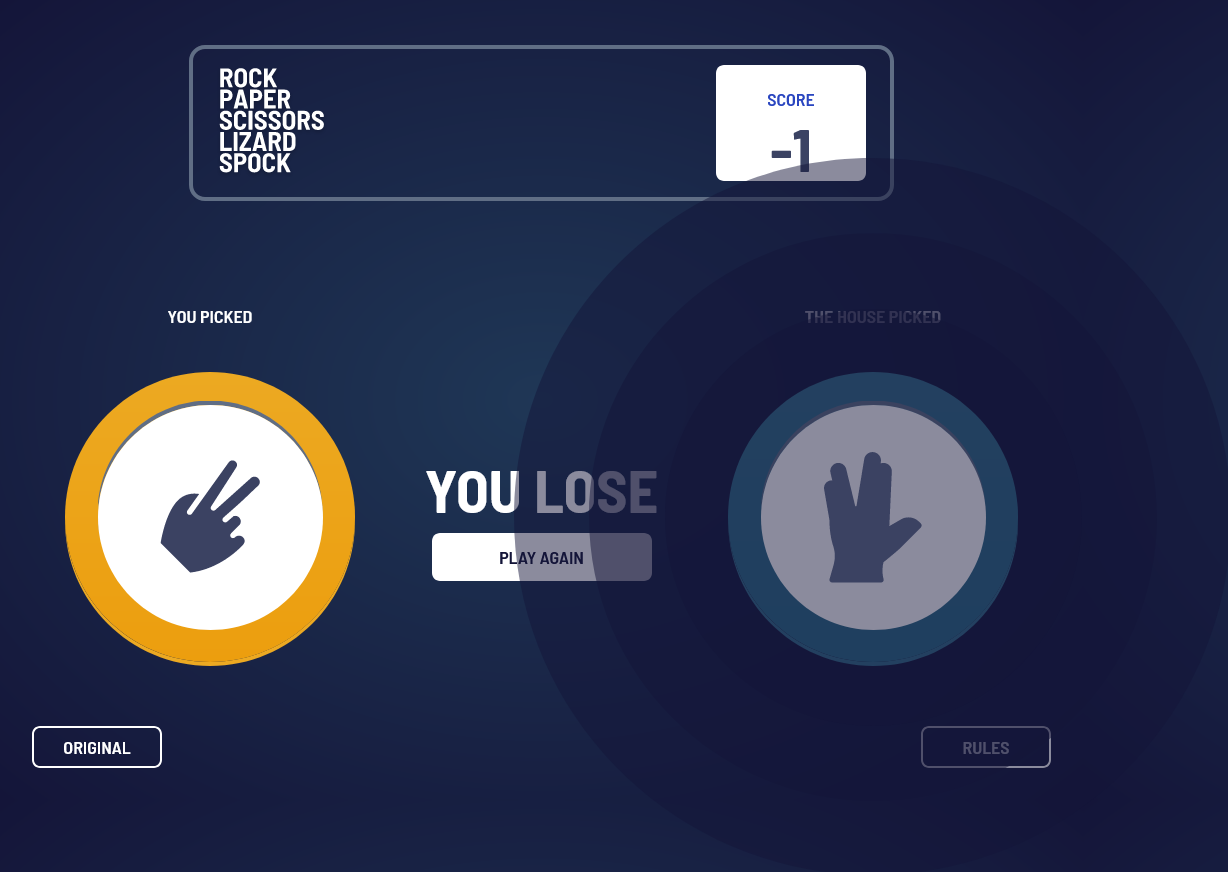 ROCK
PAPER
SCISSORS
LIZARD
SPOCK
SCORE
-1
YOU PICKED
THE HOUSE PICKED
YOU LOSE
PLAY AGAIN
ORIGINAL
RULES